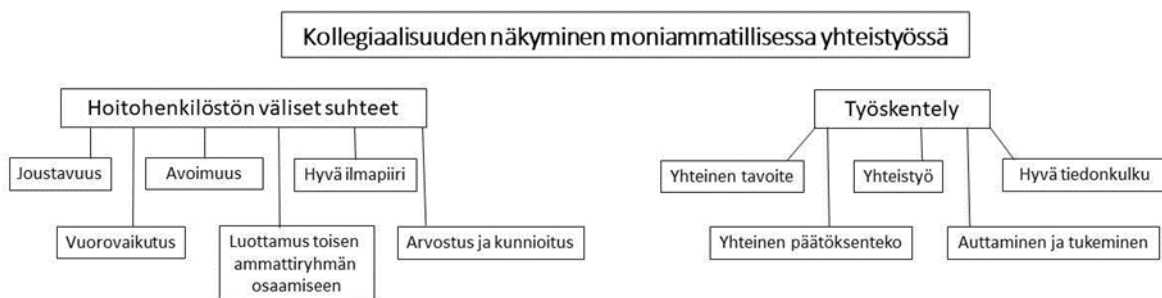 Kollegiaalisuuden näkyminen moniammatillisessa yhteistyössä
Hoitohenkilöstön väliset suhteet
Joustavuus
Avoimuus
Hyvä ilmapiiri
Vuorovaikutus
Luottamus toisen
ammattiryhmän
osaamiseen
Arvostus ja kunnioitus
Työskentely
Yhteinen tavoite
Yhteistyö
Hyvä tiedonkulku
Yhteinen päätöksenteko
Auttaminen ja tukeminen